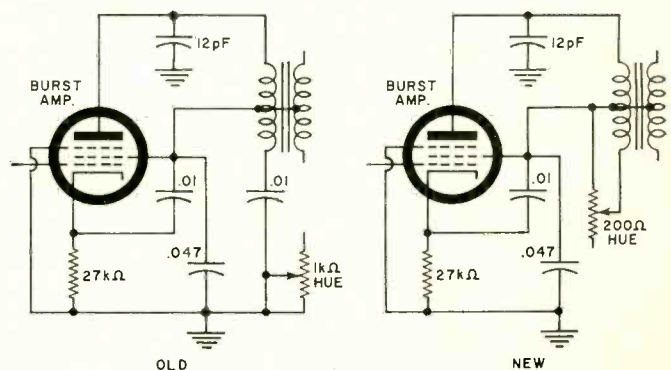 12pF
BURST
AMP.
.01
.01
.047
27kΩ
1kΩ
HUE
OLD
12pF
BURST
AMP.
.01
200Ω
HUE
.047
27kΩ
NEW